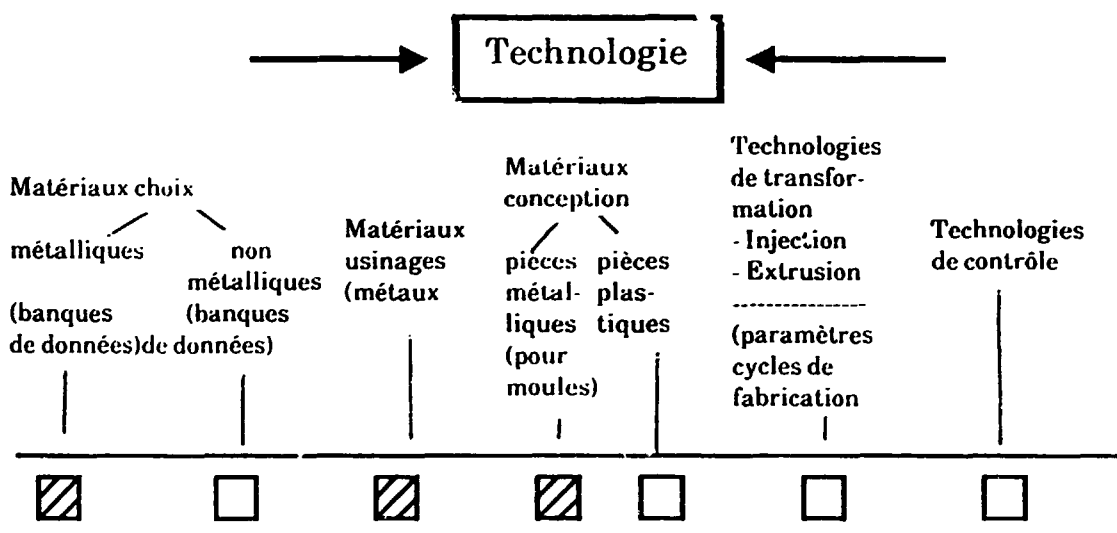 Technologie
Matériaux choix
métalliques
(banques
de données)
non
métalliques
(banques
de données)
Matériaux
usinages
(métaux
Matériaux
conception
pièces
métal-
liques
(pour
moules)
pièces
plas-
tiques
Technologies
de transfor-
mation
- Injection
- Extrusion
(paramètres
cycles de
fabrication
Technologies
de contrôle